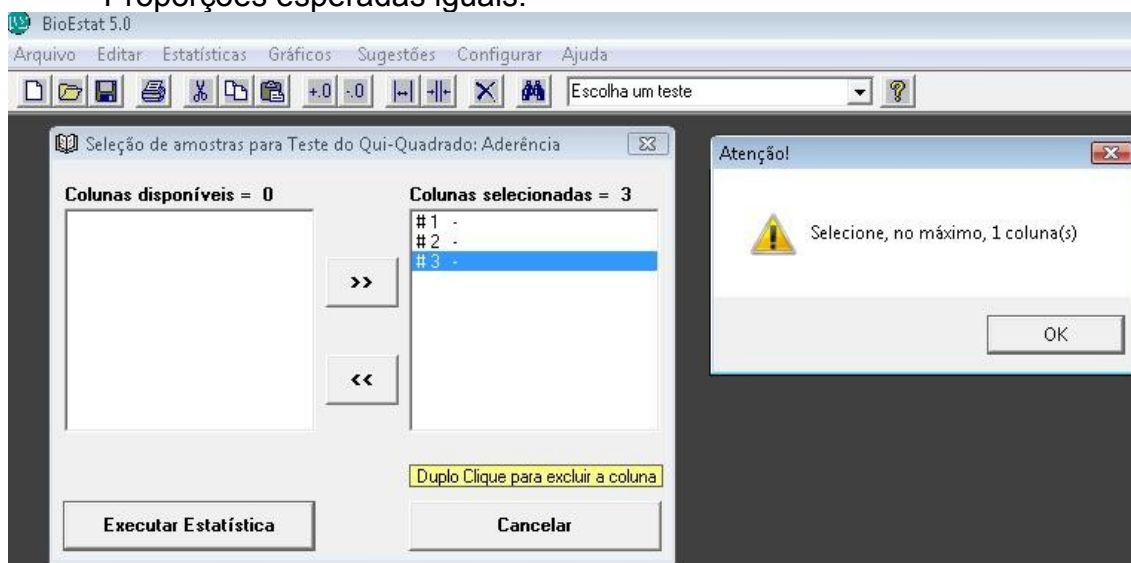 Proporções esperadas iguais.
BioEstat 5.0
Arquivo Editar Estatísticas Gráficos Sugestões Configurar Ajuda
+.0 -.0 Escolha um teste
Seleção de amostras para Teste do Qui-Quadrado: Aderência
Colunas disponíveis = 0
Colunas selecionadas = 3
#1 -
#2 -
#3 -
>>
<<
Duplo Clique para excluir a coluna
Executar Estatística
Cancelar
Atenção!
Selecione, no máximo, 1 coluna(s)
OK